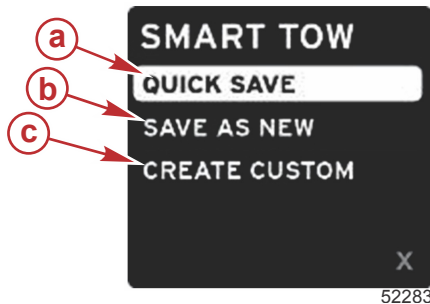 SMART TOW
a
QUICK SAVE
b
SAVE AS NEW
c
CREATE CUSTOM
X
52283